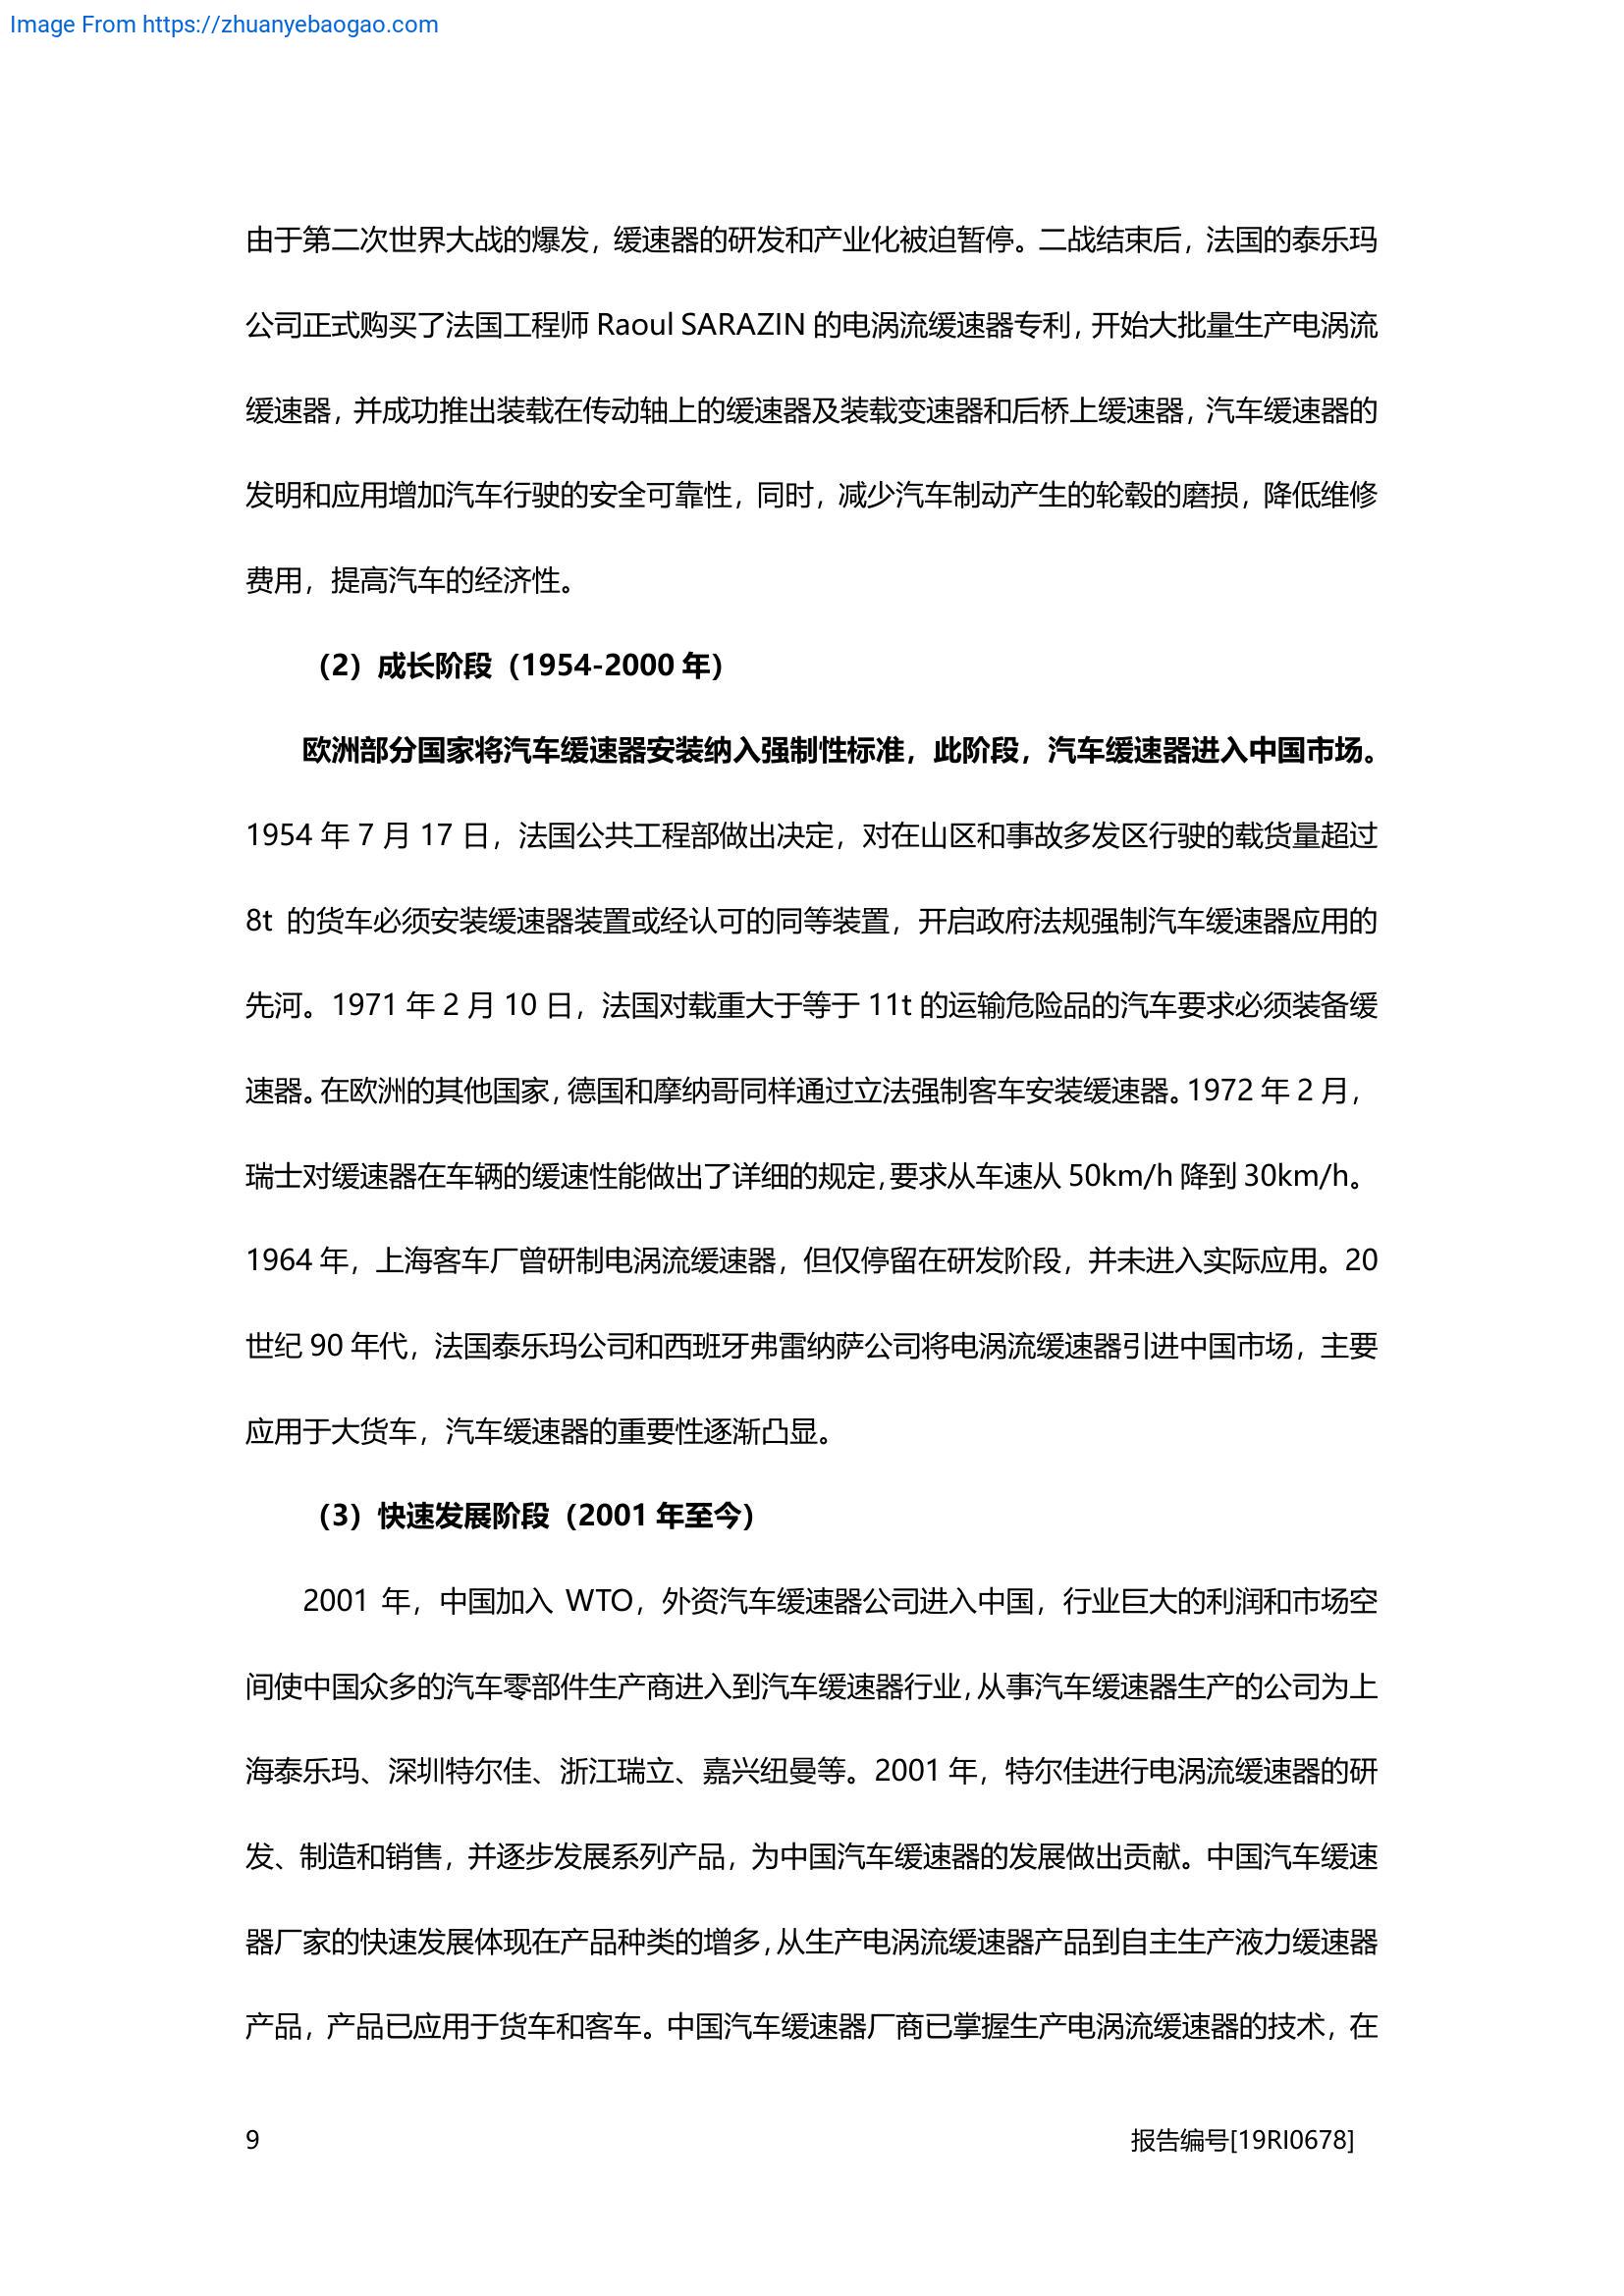 Image From https://zhuanyebaogao.com
由于第二次世界大战的爆发，缓速器的研发和产业化被迫暂停。二战结束后，法国的泰乐玛
公司正式购买了法国工程师 Raoul SARAZIN 的电涡流缓速器专利，开始大批量生产电涡流
缓速器，并成功推出装载在传动轴上的缓速器及装载变速器和后桥上缓速器，汽车缓速器的
发明和应用增加汽车行驶的安全可靠性，同时，减少汽车制动产生的轮毂的磨损，降低维修
费用，提高汽车的经济性。
（2）成长阶段（1954-2000 年）
欧洲部分国家将汽车缓速器安装纳入强制性标准，此阶段，汽车缓速器进入中国市场。
1954 年 7 月 17 日，法国公共工程部做出决定，对在山区和事故多发区行驶的载货量超过
8t 的货车必须安装缓速器装置或经认可的同等装置，开启政府法规强制汽车缓速器应用的
先河。1971 年 2 月 10 日，法国对载重大于等于 11t 的运输危险品的汽车要求必须装备缓
速器。在欧洲的其他国家，德国和摩纳哥同样通过立法强制客车安装缓速器。1972 年 2 月，
瑞士对缓速器在车辆的缓速性能做出了详细的规定，要求从车速从 50km/h 降到 30km/h。
1964 年，上海客车厂曾研制电涡流缓速器，但仅停留在研发阶段，并未进入实际应用。20
世纪 90 年代，法国泰乐玛公司和西班牙弗雷纳萨公司将电涡流缓速器引进中国市场，主要
应用于大货车，汽车缓速器的重要性逐渐凸显。
（3）快速发展阶段（2001 年至今）
2001 年，中国加入 WTO，外资汽车缓速器公司进入中国，行业巨大的利润和市场空
间使中国众多的汽车零部件生产商进入到汽车缓速器行业，从事汽车缓速器生产的公司为上
海泰乐玛、深圳特尔佳、浙江瑞立、嘉兴纽曼等。2001 年，特尔佳进行电涡流缓速器的研
发、制造和销售，并逐步发展系列产品，为中国汽车缓速器的发展做出贡献。中国汽车缓速
器厂家的快速发展体现在产品种类的增多，从生产电涡流缓速器产品到自主生产液力缓速器
产品，产品已应用于货车和客车。中国汽车缓速器厂商已掌握生产电涡流缓速器的技术，在
9
报告编号[19RI0678]